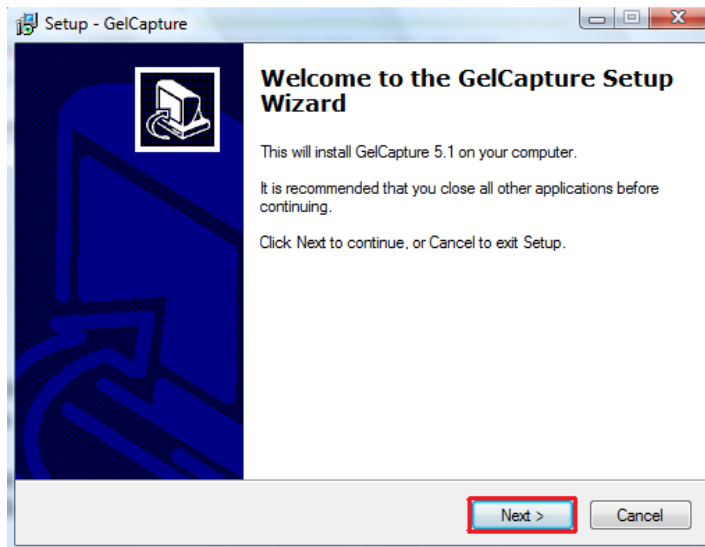 Setup - GelCapture
Welcome to the GelCapture Setup
Wizard
This will install GelCapture 5.1 on your computer.
It is recommended that you close all other applications before
continuing.
Click Next to continue, or Cancel to exit Setup.
Next >
Cancel